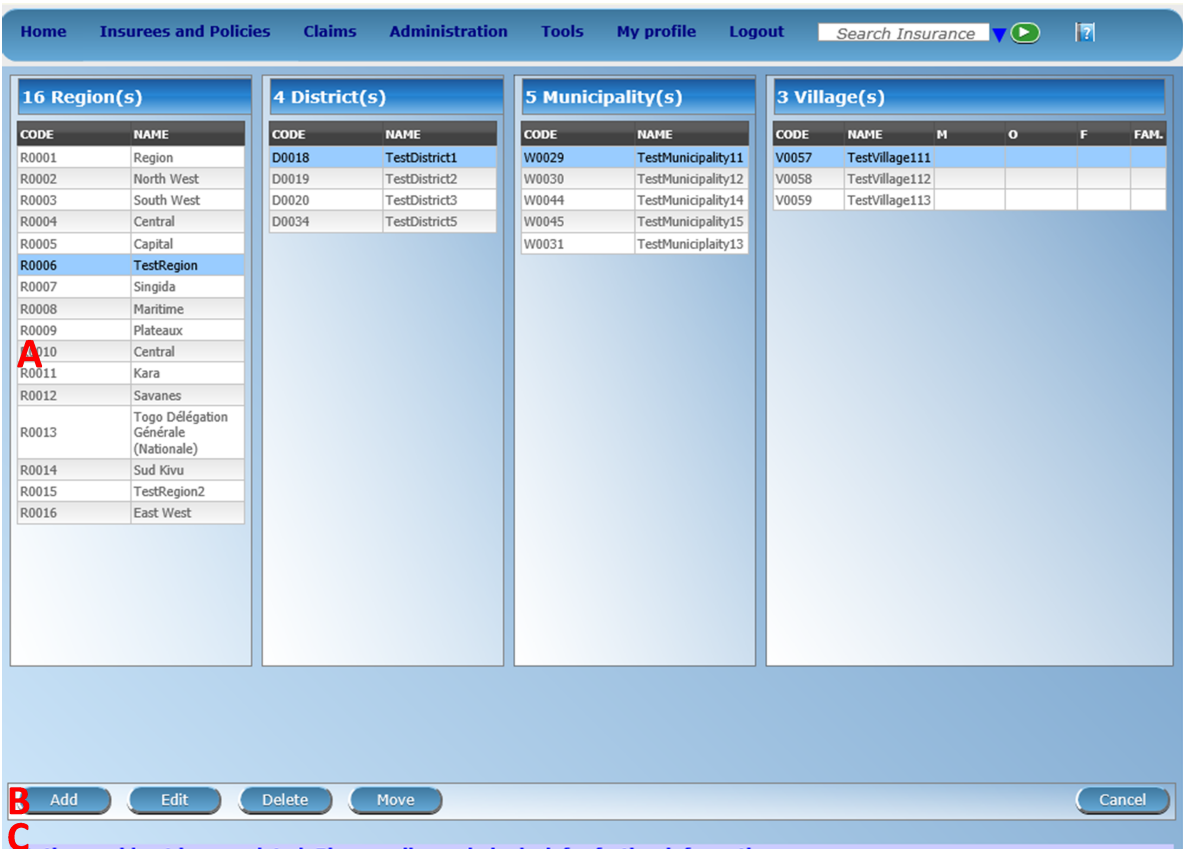 Home Insurees and Policies Claims Administration Tools My profile Logout Search Insurance ?
16 Region(s)
CODE NAME
R0001 Region
R0002 North West
R0003 South West
R0004 Central
R0005 Capital
R0006 TestRegion
R0007 Singida
R0008 Maritime
R0009 Plateaux
A
R0010 Central
R0011 Kara
R0012 Savanes
R0013 Togo Délégation
Générale
(Nationale)
R0014 Sud Kivu
R0015 TestRegion2
R0016 East West
4 District(s)
CODE NAME
D0018 TestDistrict1
D0019 TestDistrict2
D0020 TestDistrict3
D0034 TestDistrict5
5 Municipality(s)
CODE NAME
W0029 TestMunicipality11
W0030 TestMunicipality12
W0044 TestMunicipality14
W0045 TestMunicipality15
W0031 TestMuniciplaity13
3 Village(s)
CODE NAME M O F FAM.
V0057 TestVillage111
V0058 TestVillage112
V0059 TestVillage113
B Add Edit Delete Move Cancel
C